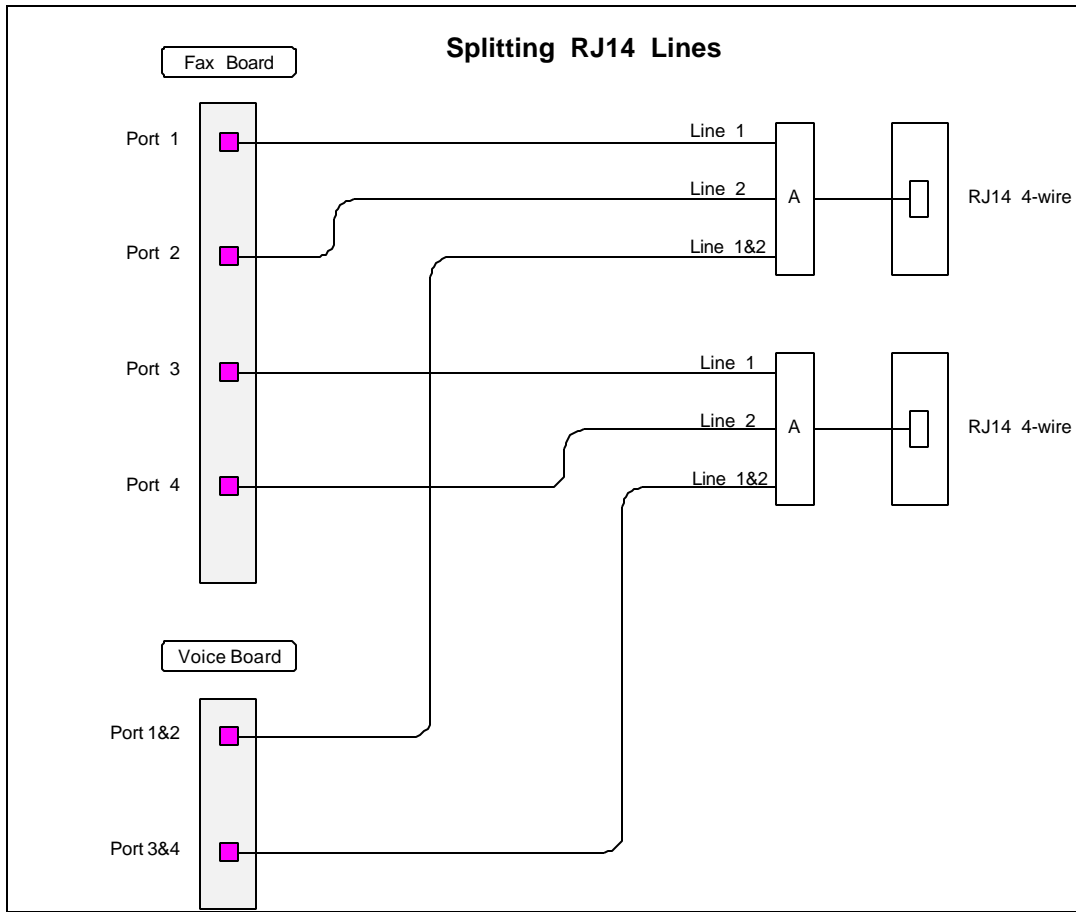 Splitting RJ14 Lines
Fax Board
Port 1
Line 1
Line 2
A
RJ14 4-wire
Port 2
Line 1&2
Port 3
Line 1
Line 2
A
RJ14 4-wire
Port 4
Line 1&2
Voice Board
Port 1&2
Port 3&4